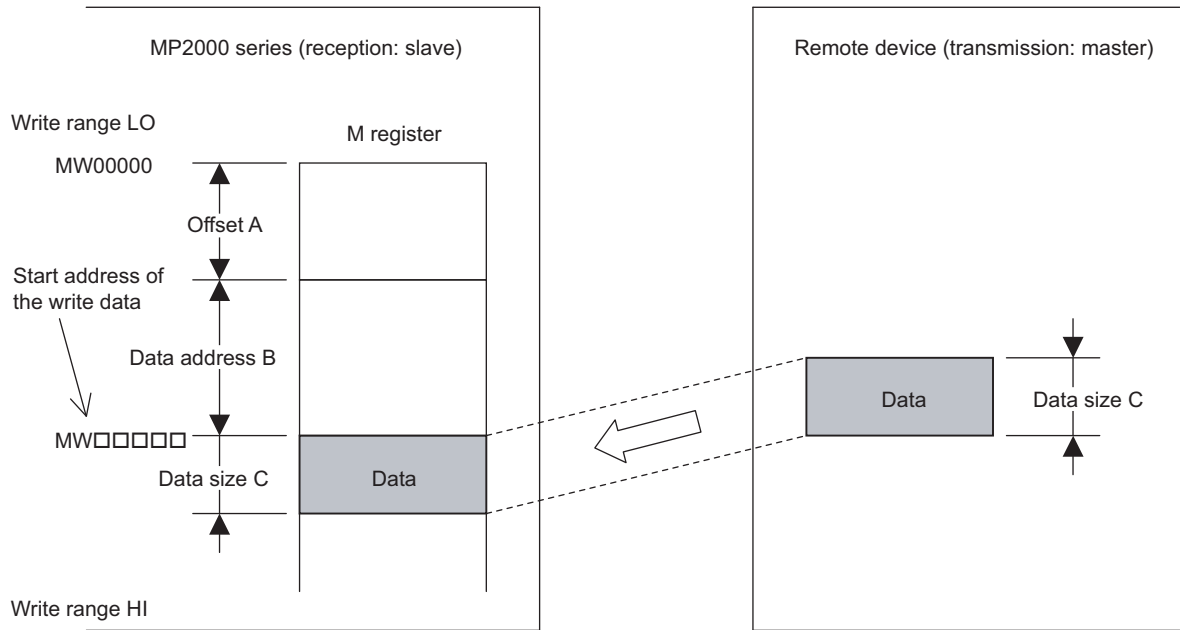 MP2000 series (reception: slave)
Remote device (transmission: master)
Write range LO
M register
MW00000
Offset A
Start address of
the write data
Data address B
Data
Data size C
MW□□□□□
Data size C
Data
Write range HI